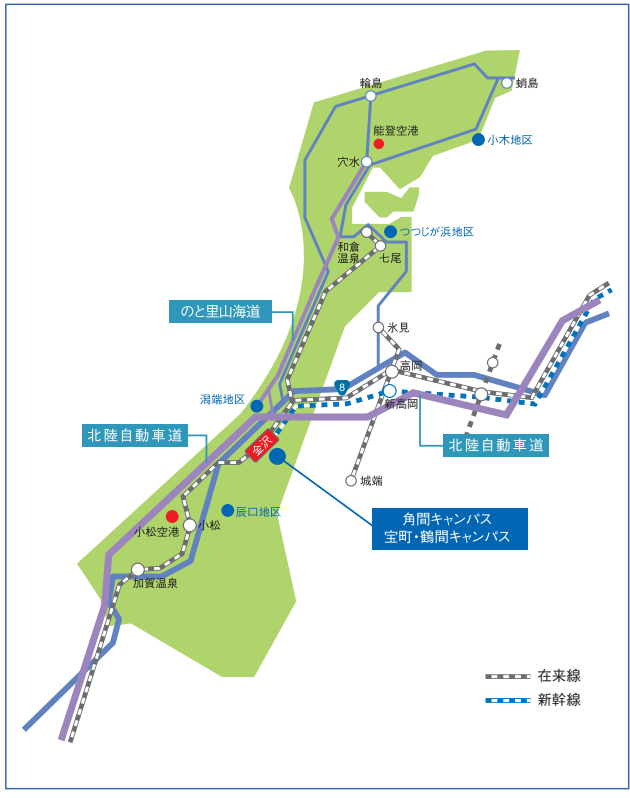 輪島
蛸島
能登空港
小木地区
穴水
つつじが浜地区
和倉
温泉
七尾
のと里山海道
氷見
高岡
8
新高岡
潟端地区
北陸自動車道
金沢
北陸自動車道
城端
角間キャンパス
宝町・鶴間キャンパス
辰口地区
小松空港
小松
加賀温泉
在来線
新幹線